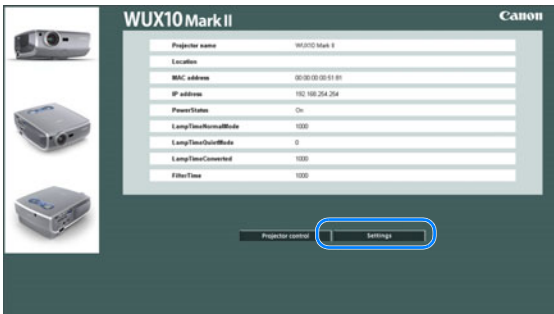 WUX10 Mark II
Canon
Projector name WUX10 Mark II
Location
MAC address 00:00:00:00:51:81
IP address 192.168.254.254
PowerStatus On
LampTimeNormalMode 1000
LampTimeQuietMode 0
LampTimeConverted 1000
FilterTime 1000
Projector control
Settings